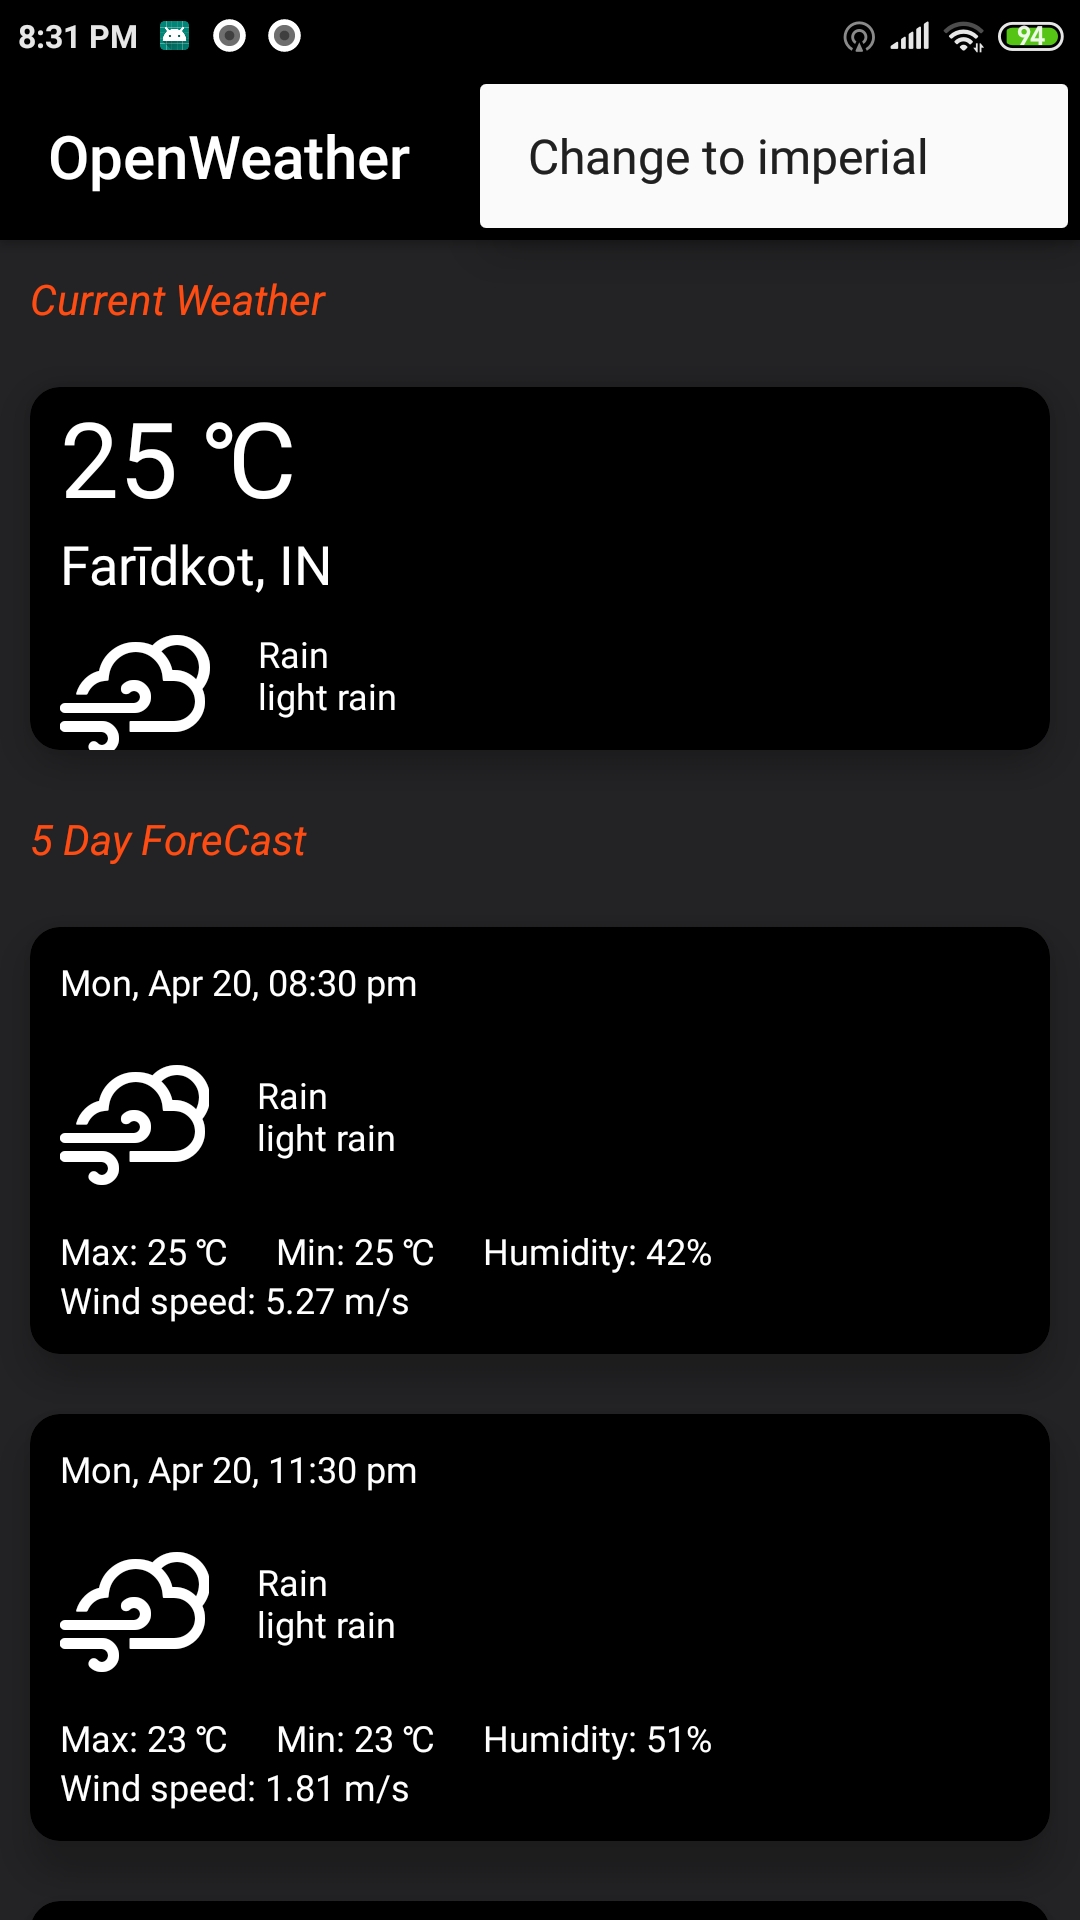 8:31 PM
94
OpenWeather
Change to imperial
Current Weather
25 ℃
Farīdkot, IN
Rain
light rain
5 Day ForeCast
Mon, Apr 20, 08:30 pm
Rain
light rain
Max: 25 ℃ Min: 25 ℃ Humidity: 42%
Wind speed: 5.27 m/s
Mon, Apr 20, 11:30 pm
Rain
light rain
Max: 23 ℃ Min: 23 ℃ Humidity: 51%
Wind speed: 1.81 m/s